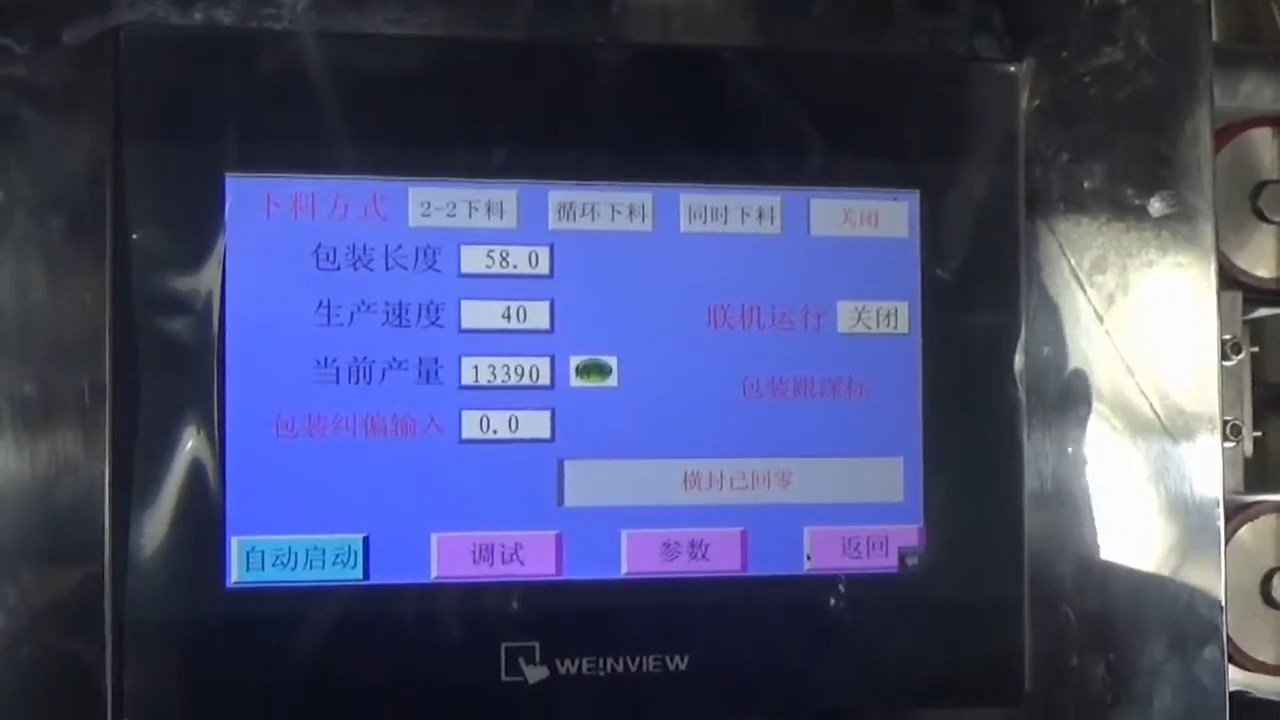 下料方式 2-2下料 循环下料 同时下料 关闭
包装长度 58.0
生产速度 40 联机运行 关闭
当前产量 13390
包装跟深标
包装纠偏输入 0.0
横封已回零
自动启动 调试 参数 返回
WEINVIEW